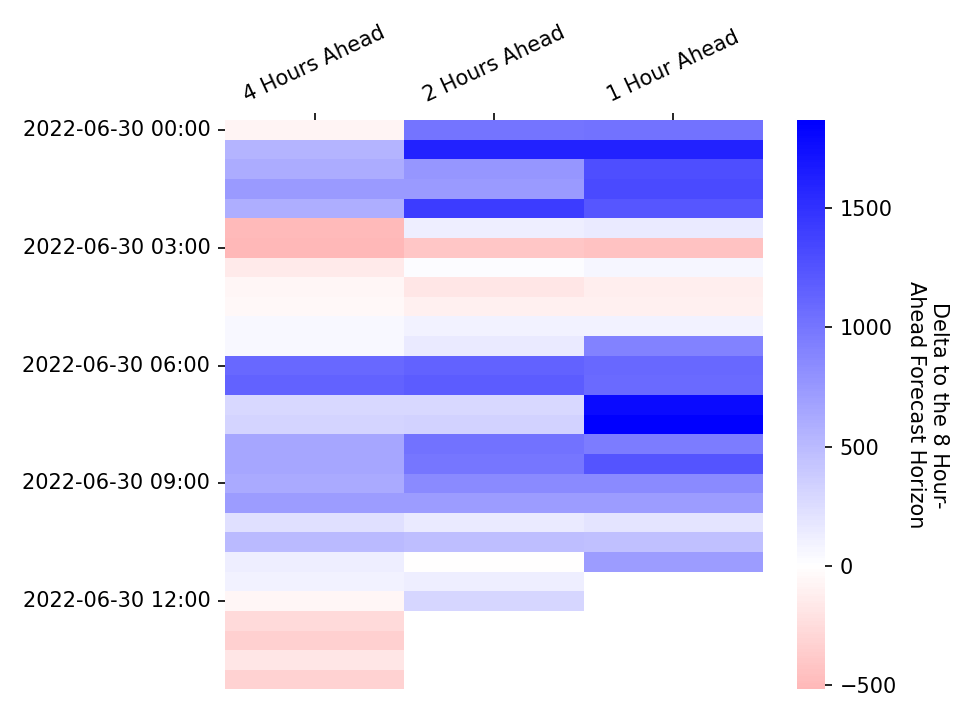 4 Hours Ahead
2 Hours Ahead
1 Hour Ahead
2022-06-30 00:00
2022-06-30 03:00
2022-06-30 06:00
2022-06-30 09:00
2022-06-30 12:00
1500
1000
500
0
−500
Delta to the 8 Hour-
Ahead Forecast Horizon